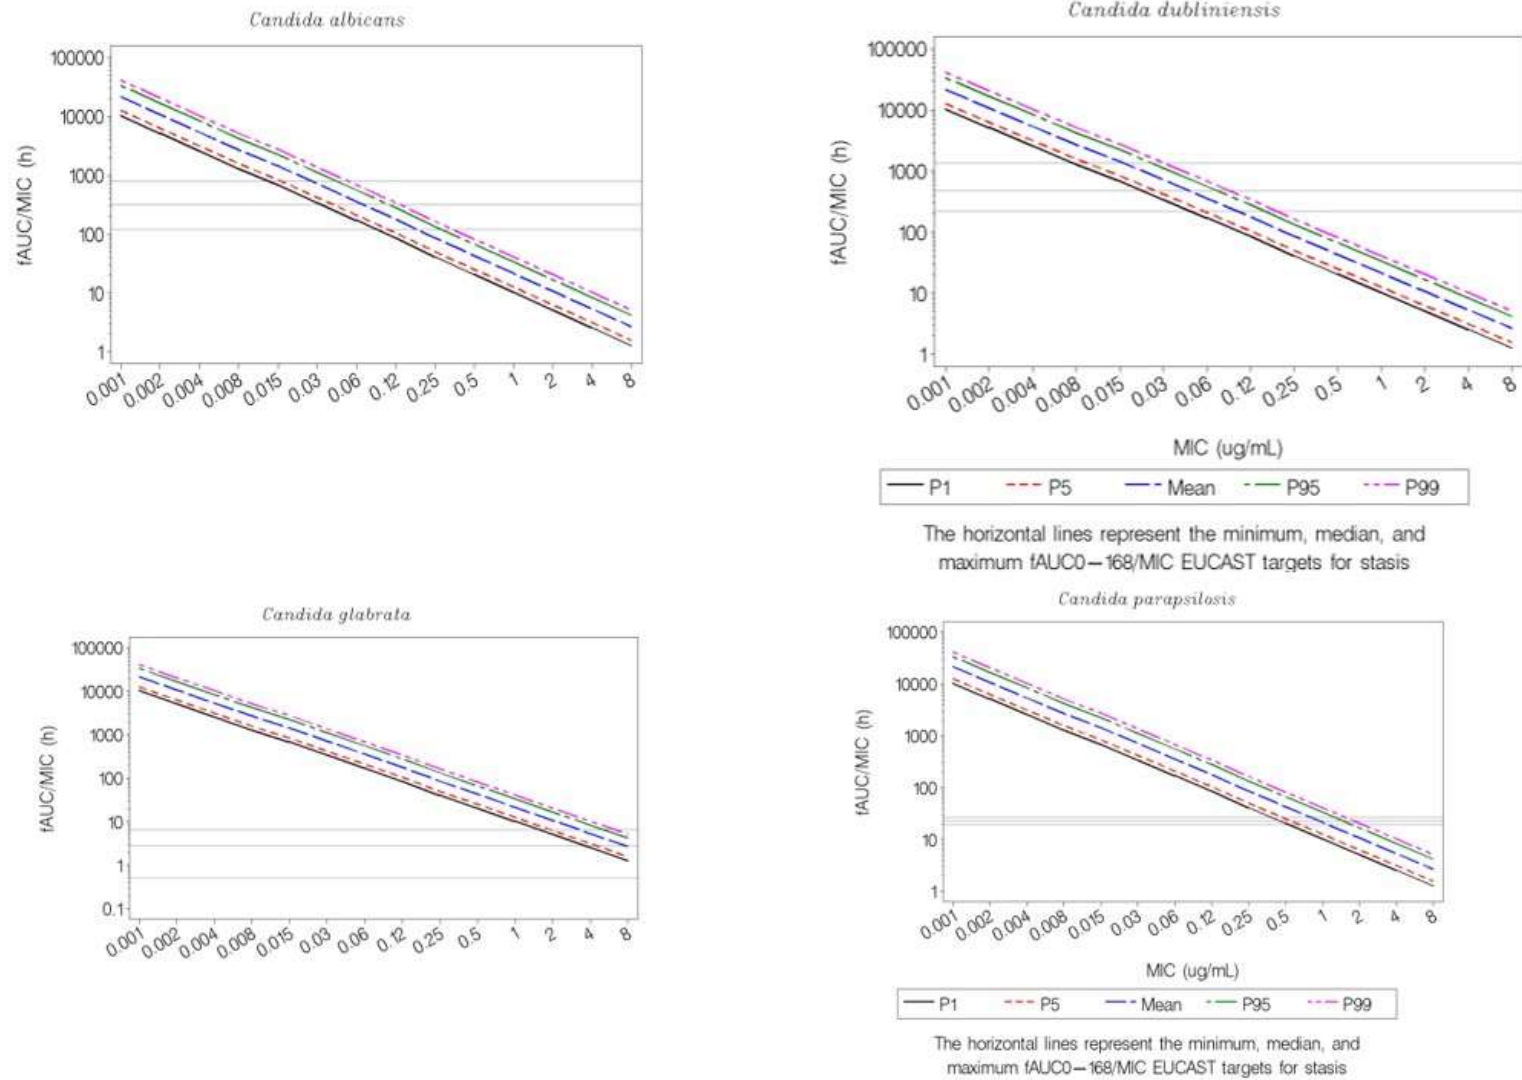 Candida albicans
fAUC/MIC (h)
100000
10000
1000
100
10
1
0.001 0.002 0.004 0.008 0.015 0.03 0.06 0.12 0.25 0.5 1 2 4 8
Candida dubliniensis
fAUC/MIC (h)
100000
10000
1000
100
10
1
0.001 0.002 0.004 0.008 0.015 0.03 0.06 0.12 0.25 0.5 1 2 4 8
MIC (ug/mL)
P1 P5 Mean P95 P99
The horizontal lines represent the minimum, median, and
maximum fAUC0−168/MIC EUCAST targets for stasis
Candida glabrata
fAUC/MIC (h)
100000
10000
1000
100
10
1
0.1
0.001 0.002 0.004 0.008 0.015 0.03 0.06 0.12 0.25 0.5 1 2 4 8
Candida parapsilosis
fAUC/MIC (h)
100000
10000
1000
100
10
1
0.001 0.002 0.004 0.008 0.015 0.03 0.06 0.12 0.25 0.5 1 2 4 8
MIC (ug/mL)
P1 P5 Mean P95 P99
The horizontal lines represent the minimum, median, and
maximum fAUC0−168/MIC EUCAST targets for stasis